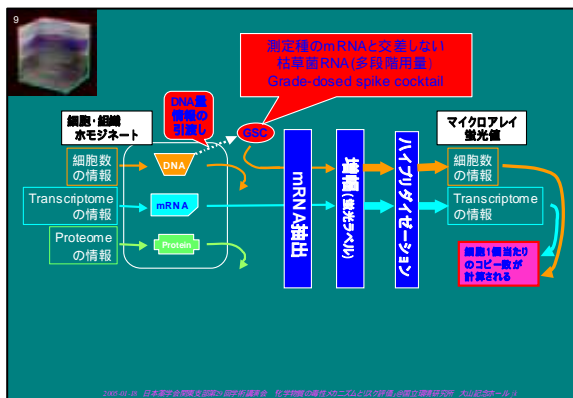 9
測定種のmRNAと交差しない
枯草菌RNA(多段階用量)
Grade-dosed spike cocktail
DNA量
情報の
引渡し
GSC
細胞・組織
ホモジネート
マイクロアレイ
蛍光値
細胞数
の情報
DNA
Transcriptome
の情報
mRNA
Proteome
の情報
Protein
mRNA抽出
(蛍光ラベル)
ハイブリダイゼーション
細胞数
の情報
Transcriptome
の情報
細胞1個当たり
のコピー数が
計算される